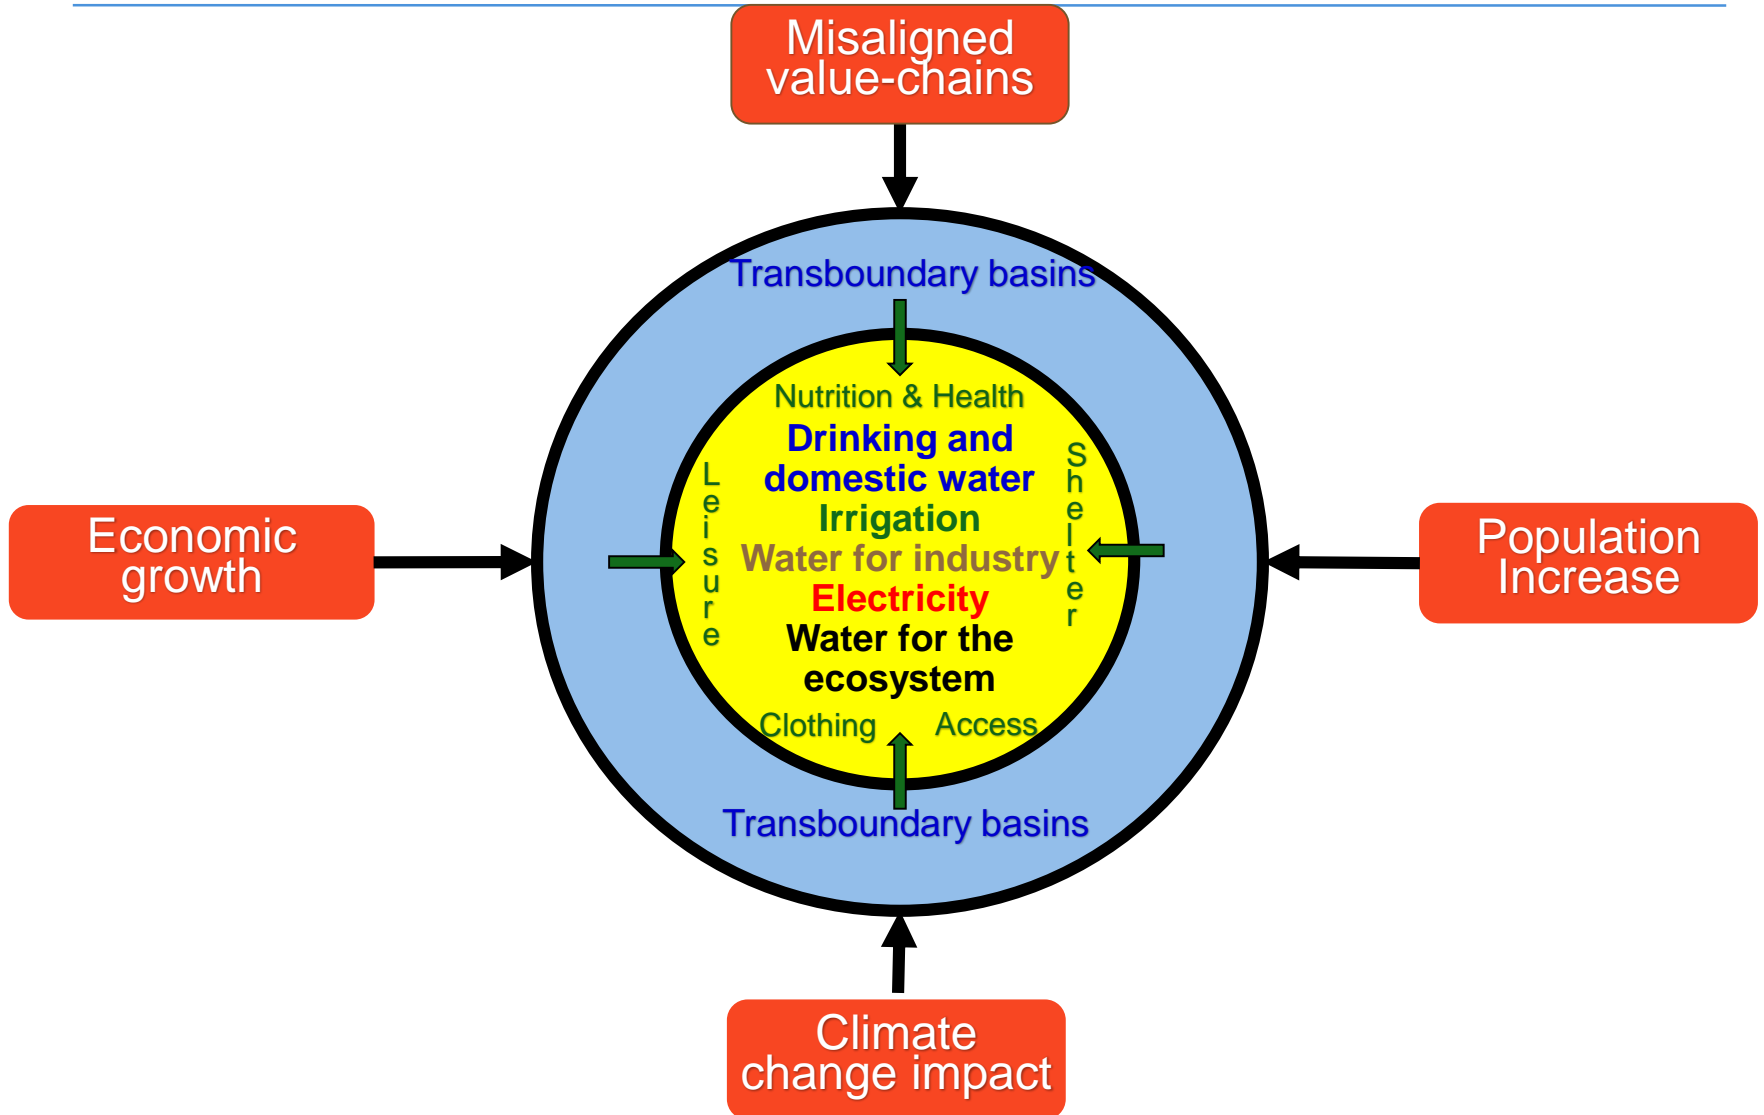 Misaligned
value-chains
Transboundary basins
Nutrition & Health
Drinking and
domestic water
Irrigation
Water for industry
Electricity
Water for the
ecosystem
Leisure
Shelter
Clothing
Access
Transboundary basins
Economic
growth
Population
Increase
Climate
change impact